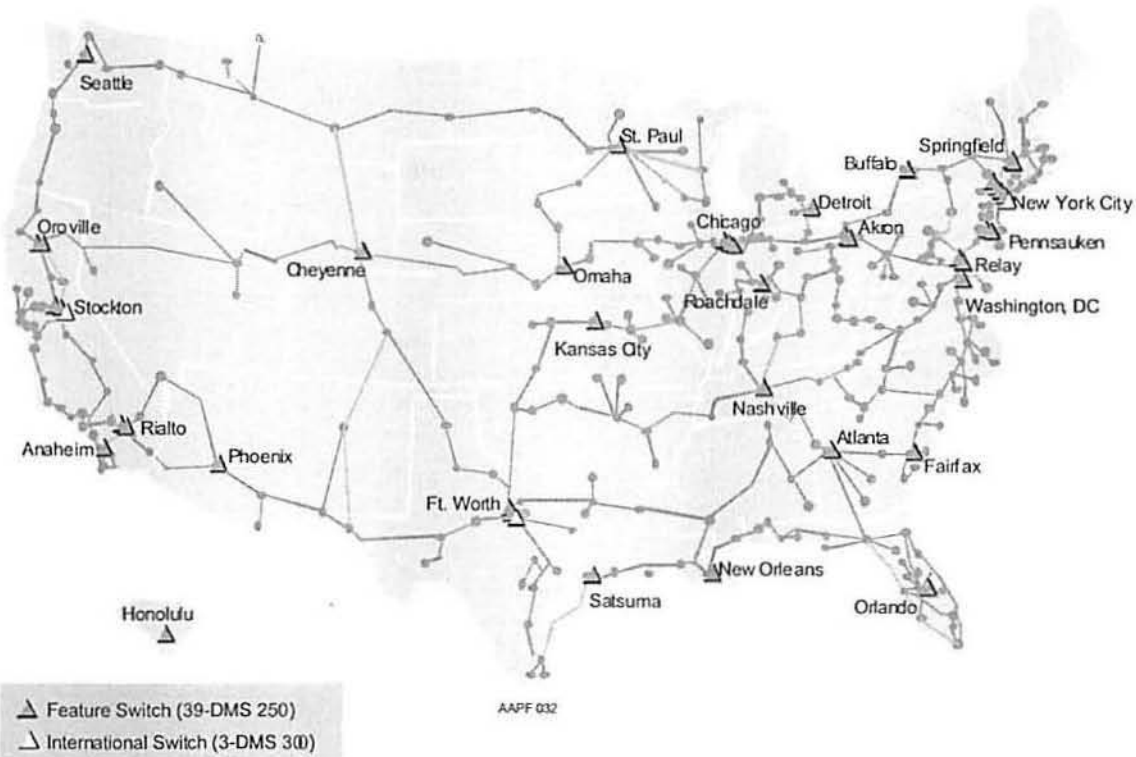 Seattle
St. Paul
Springfield
Buffalo
New York City
Detroit
Oroville
Chicago
Akron
Pennsauken
Cheyenne
Omaha
Relay
Roachdale
Stockton
Washington, DC
Kansas City
Nashville
Rialto
Atlanta
Anaheim
Phoenix
Fairfax
Ft. Worth
New Orleans
Satsuma
Orlando
Honolulu
AAPF 032
Feature Switch (39-DMS 250)
International Switch (3-DMS 300)